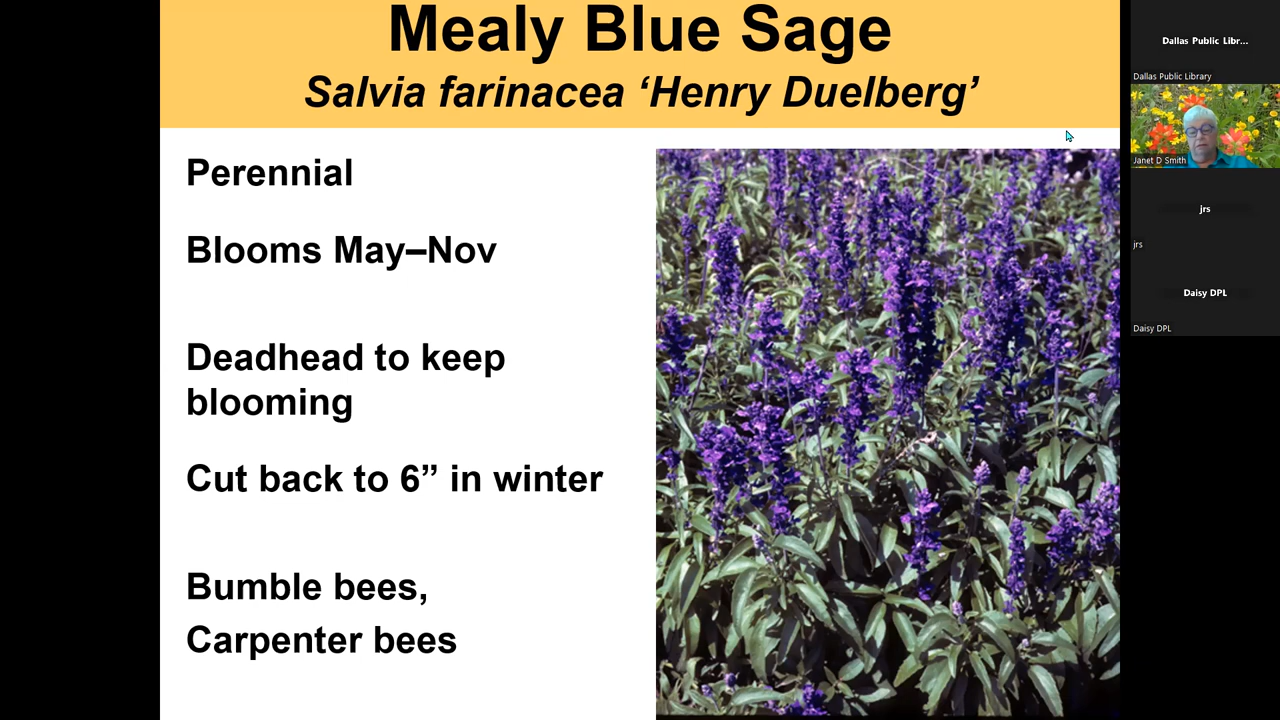 Mealy Blue Sage
Salvia farinacea ‘Henry Duelberg’
Perennial
Blooms May–Nov
Deadhead to keep
blooming
Cut back to 6” in winter
Bumble bees,
Carpenter bees
Dallas Public Libr...
Dallas Public Library
Janet D Smith
jrs
jrs
Daisy DPL
Daisy DPL